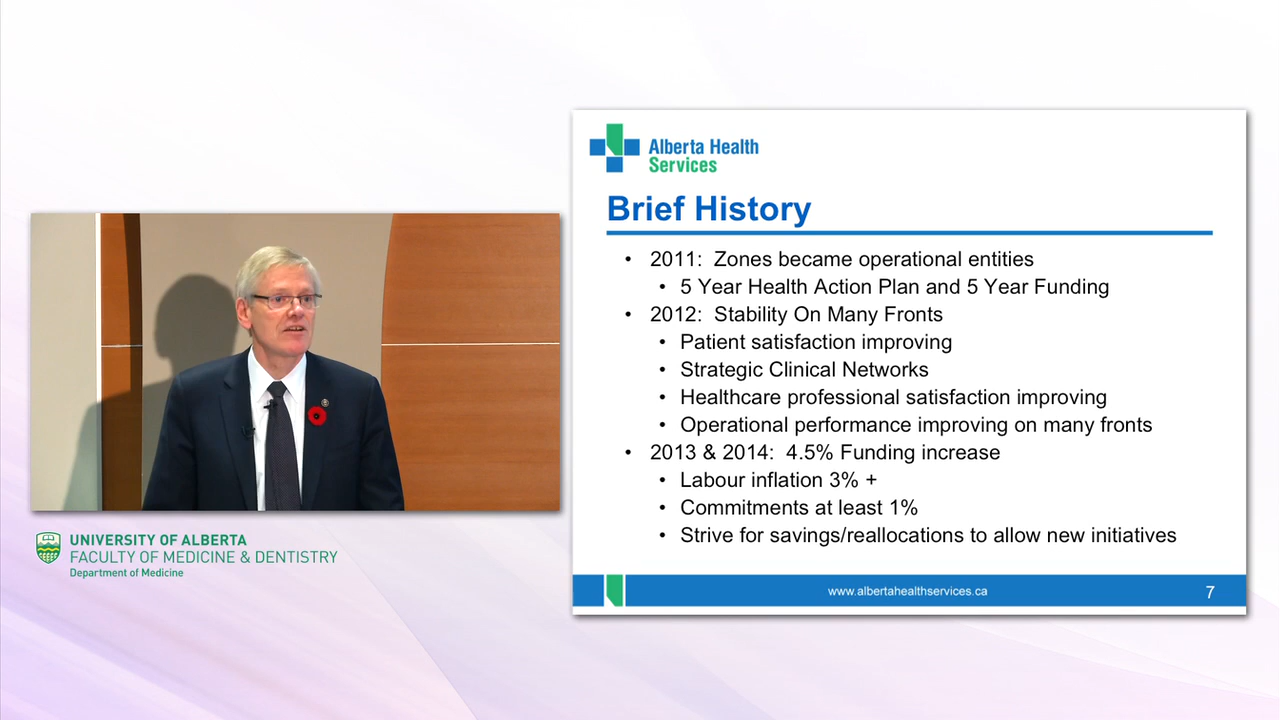 UNIVERSITY OF ALBERTA
FACULTY OF MEDICINE & DENTISTRY
Department of Medicine
Alberta Health
Services
Brief History
• 2011: Zones became operational entities
• 5 Year Health Action Plan and 5 Year Funding
• 2012: Stability On Many Fronts
• Patient satisfaction improving
• Strategic Clinical Networks
• Healthcare professional satisfaction improving
• Operational performance improving on many fronts
• 2013 & 2014: 4.5% Funding increase
• Labour inflation 3% +
• Commitments at least 1%
• Strive for savings/reallocations to allow new initiatives
www.albertahealthservices.ca
7